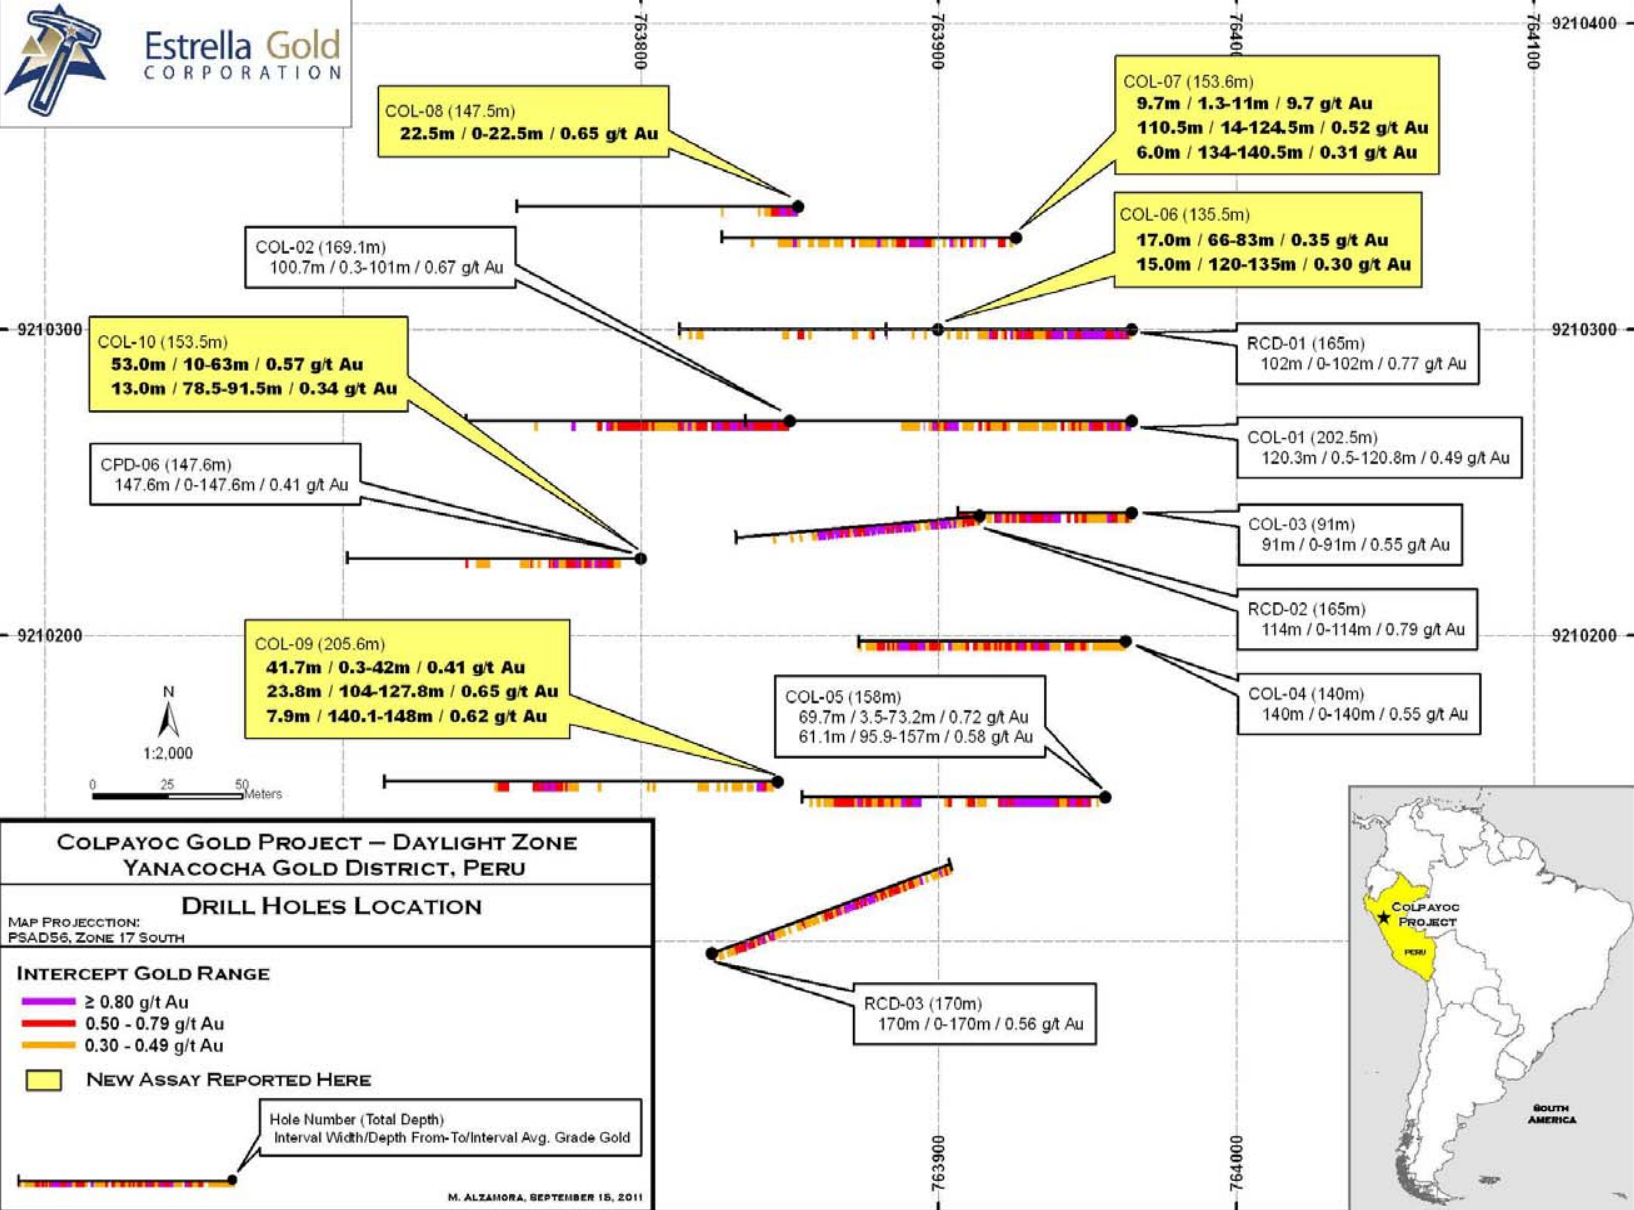 Estrella Gold
CORPORATION
763800
763900
76400
764100
9210400
COL-08 (147.5m)
22.5m / 0-22.5m / 0.65 g/t Au
COL-07 (153.6m)
9.7m / 1.3-11m / 9.7 g/t Au
110.5m / 14-124.5m / 0.52 g/t Au
6.0m / 134-140.5m / 0.31 g/t Au
COL-06 (135.5m)
17.0m / 66-83m / 0.35 g/t Au
15.0m / 120-135m / 0.30 g/t Au
COL-02 (169.1m)
100.7m / 0.3-101m / 0.67 g/t Au
9210300
9210300
COL-10 (153.5m)
53.0m / 10-63m / 0.57 g/t Au
13.0m / 78.5-91.5m / 0.34 g/t Au
RCD-01 (165m)
102m / 0-102m / 0.77 g/t Au
COL-01 (202.5m)
120.3m / 0.5-120.8m / 0.49 g/t Au
CPD-06 (147.6m)
147.6m / 0-147.6m / 0.41 g/t Au
COL-03 (91m)
91m / 0-91m / 0.55 g/t Au
RCD-02 (165m)
114m / 0-114m / 0.79 g/t Au
9210200
9210200
COL-09 (205.6m)
41.7m / 0.3-42m / 0.41 g/t Au
23.8m / 104-127.8m / 0.65 g/t Au
7.9m / 140.1-148m / 0.62 g/t Au
COL-05 (158m)
69.7m / 3.5-73.2m / 0.72 g/t Au
61.1m / 95.9-157m / 0.58 g/t Au
COL-04 (140m)
140m / 0-140m / 0.55 g/t Au
N
1:2,000
0 25 50 Meters
COLPAYOC GOLD PROJECT – DAYLIGHT ZONE
YANACOCHA GOLD DISTRICT, PERU
DRILL HOLES LOCATION
MAP PROJECCTION:
PSAD56, ZONE 17 SOUTH
INTERCEPT GOLD RANGE
≥ 0.80 g/t Au
0.50 - 0.79 g/t Au
0.30 - 0.49 g/t Au
NEW ASSAY REPORTED HERE
Hole Number (Total Depth)
Interval Width/Depth From-To/Interval Avg. Grade Gold
M. ALZAMORA, SEPTEMBER 15, 2011
RCD-03 (170m)
170m / 0-170m / 0.56 g/t Au
763900
764000
COLPAYOC
PROJECT
PERU
SOUTH
AMERICA